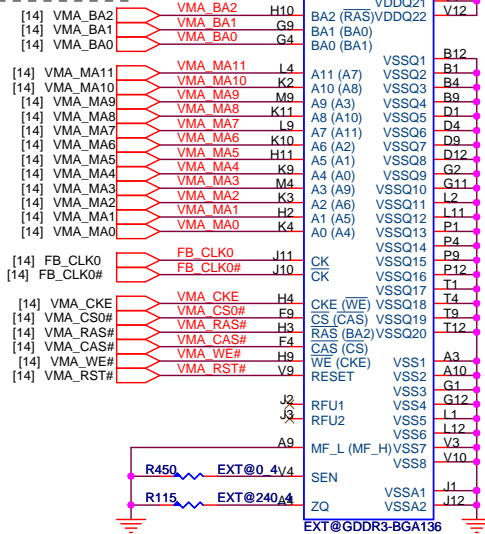 VDDQ21
[14] VMA_BA2 VMA_BA2 H10 BA2 (RAS) VDDQ22 V12
[14] VMA_BA1 VMA_BA1 G9 BA1 (BA0)
[14] VMA_BA0 VMA_BA0 G4 BA0 (BA1)
VSSQ1 B12
[14] VMA_MA11 VMA_MA11 L4 A11 (A7) VSSQ2 B1
[14] VMA_MA10 VMA_MA10 K2 A10 (A8) VSSQ3 B4
[14] VMA_MA9 VMA_MA9 M9 A9 (A3) VSSQ4 B9
[14] VMA_MA8 VMA_MA8 K11 A8 (A10) VSSQ5 D1
[14] VMA_MA7 VMA_MA7 L9 A7 (A11) VSSQ6 D4
[14] VMA_MA6 VMA_MA6 K10 A6 (A2) VSSQ7 D9
[14] VMA_MA5 VMA_MA5 H11 A5 (A1) VSSQ8 D12
[14] VMA_MA4 VMA_MA4 K9 A4 (A0) VSSQ9 G2
[14] VMA_MA3 VMA_MA3 M4 A3 (A9) VSSQ10 G11
[14] VMA_MA2 VMA_MA2 K3 A2 (A6) VSSQ11 L2
[14] VMA_MA1 VMA_MA1 H2 A1 (A5) VSSQ12 L11
[14] VMA_MA0 VMA_MA0 K4 A0 (A4) VSSQ13 P1
VSSQ14 P4
[14] FB_CLK0 FB_CLK0 J11 CK VSSQ15 P9
[14] FB_CLK0# FB_CLK0# J10 CK VSSQ16 P12
VSSQ17 T1
[14] VMA_CKE VMA_CKE H4 CKE (WE) VSSQ18 T4
[14] VMA_CS0# VMA_CS0# F9 CS (CAS) VSSQ19 T9
[14] VMA_RAS# VMA_RAS# H3 RAS (BA2) VSSQ20 T12
[14] VMA_CAS# VMA_CAS# F4 CAS (CS)
[14] VMA_WE# VMA_WE# H9 WE (CKE) VSS1 A3
[14] VMA_RST# VMA_RST# V9 RESET VSS2 A10
VSS3 G1
J2 RFU1 VSS4 G12
J3 RFU2 VSS5 L1
VSS6 L12
A9 MF_L (MF_H) VSS7 V3
VSS8 V10
R450 EXT@0_4 V4 SEN
VSSA1 J1
R115 EXT@240_4 A4 ZQ VSSA2 J12
EXT@GDDR3-BGA136